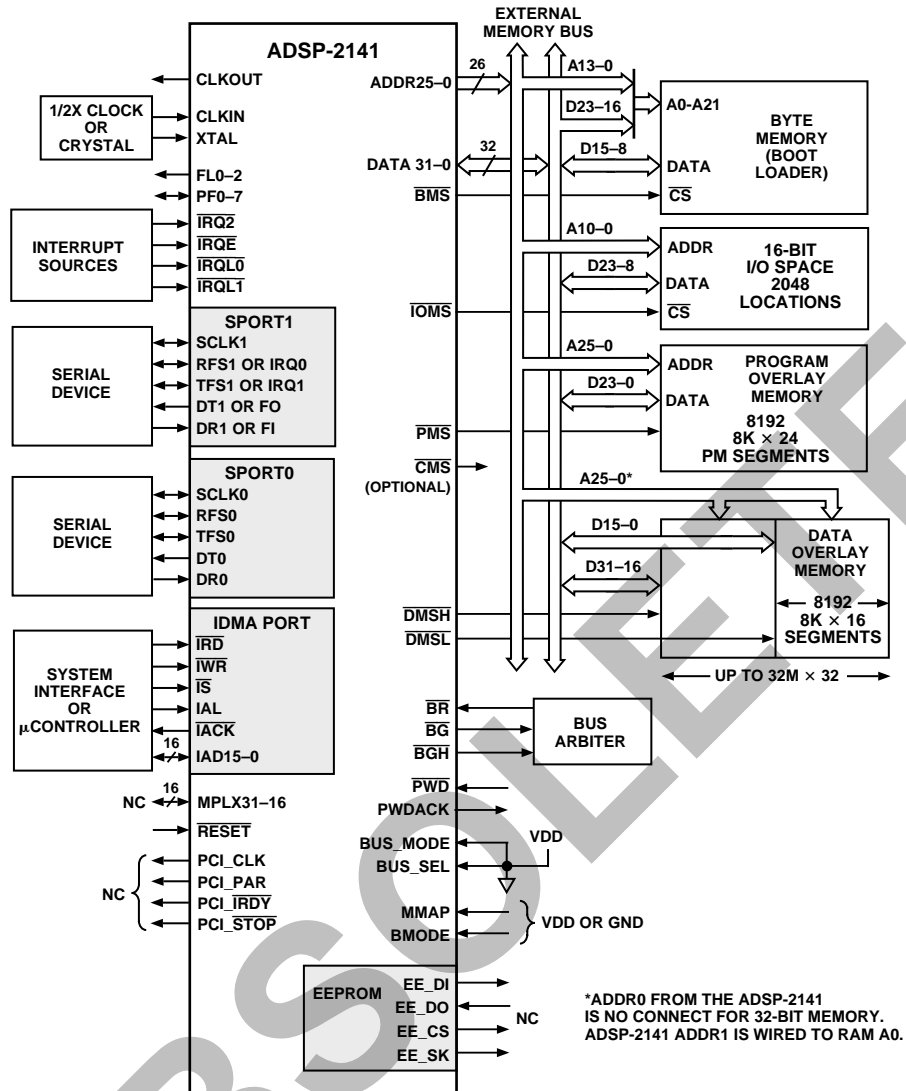 EXTERNAL
MEMORY BUS
ADSP-2141
CLKOUT
1/2X CLOCK
OR
CRYSTAL
CLKIN
XTAL
FL0–2
PF0–7
INTERRUPT
SOURCES
IRQ2
IRQE
IRQL0
IRQL1
SPORT1
SERIAL
DEVICE
SCLK1
RFS1 OR IRQ0
TFS1 OR IRQ1
DT1 OR FO
DR1 OR FI
SPORT0
SERIAL
DEVICE
SCLK0
RFS0
TFS0
DT0
DR0
IDMA PORT
SYSTEM
INTERFACE
OR
μCONTROLLER
IRD
IWR
IS
IAL
IACK
16
IAD15–0
NC
16
MPLX31–16
RESET
NC
PCI_CLK
PCI_PAR
PCI_IRDY
PCI_STOP
ADDR25–0
26
A13–0
D23–16
A0-A21
BYTE
MEMORY
(BOOT
LOADER)
DATA 31–0
32
D15–8
DATA
BMS
CS
A10–0
ADDR
16-BIT
I/O SPACE
2048
LOCATIONS
D23–8
DATA
IOMS
CS
A25–0
ADDR
PROGRAM
OVERLAY
MEMORY
D23–0
DATA
8192
8K × 24
PM SEGMENTS
PMS
CMS
(OPTIONAL)
A25–0*
D15–0
DATA
OVERLAY
MEMORY
D31–16
8192
8K × 16
SEGMENTS
DMSH
DMSL
UP TO 32M × 32
BR
BG
BGH
BUS
ARBITER
PWD
PWDACK
BUS_MODE
BUS_SEL
VDD
MMAP
BMODE
VDD OR GND
EEPROM
EE_DI
EE_DO
EE_CS
EE_SK
NC
*ADDR0 FROM THE ADSP-2141
IS NO CONNECT FOR 32-BIT MEMORY.
ADSP-2141 ADDR1 IS WIRED TO RAM A0.
OBSOLETE